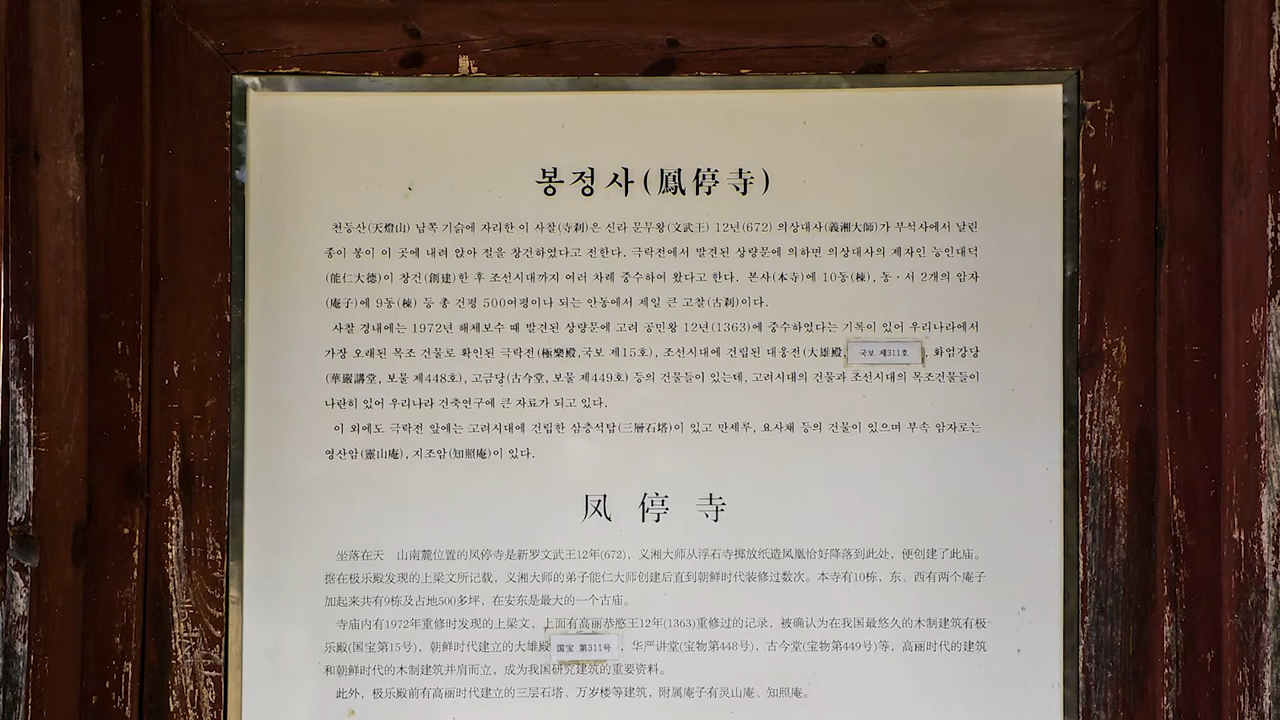 봉정사(鳳停寺)
천등산(天燈山) 남쪽 기슭에 자리한 이 사찰(寺刹)은 신라 문무왕(文武王) 12년(672) 의상대사(義湘大師)가 부석사에서 날린
종이 봉이 이 곳에 내려 앉아 절을 창건하였다고 전한다. 극락전에서 발견된 상량문에 의하면 의상대사의 제자인 능인대덕
(能仁大德)이 창건(創建)한 후 조선시대까지 여러 차례 중수하여 왔다고 한다. 본사(本寺)에 10동(棟), 동·서 2개의 암자
(庵子)에 9동(棟) 등 총 건평 500여평이나 되는 안동에서 제일 큰 고찰(古刹)이다.
사찰 경내에는 1972년 해체보수 때 발견된 상량문에 고려 공민왕 12년(1363)에 중수하였다는 기록이 있어 우리나라에서
가장 오래된 목조 건물로 확인된 극락전(極樂殿,국보 제15호), 조선시대에 건립된 대웅전(大雄殿, 국보 제311호 , 화엄강당
(華嚴講堂, 보물 제448호), 고금당(古今堂, 보물 제449호) 등의 건물들이 있는데, 고려시대의 건물과 조선시대의 목조건물들이
나란히 있어 우리나라 건축연구에 큰 자료가 되고 있다.
이 외에도 극락전 앞에는 고려시대에 건립한 삼층석탑(三層石塔)이 있고 만세루, 요사채 등의 건물이 있으며 부속 암자로는
영산암(靈山庵), 지조암(知照庵)이 있다.
凤停寺
坐落在天 山南麓位置的凤停寺是新罗文武王12年(672), 义湘大师从浮石寺掷放纸造凤凰恰好降落到此处, 便创建了此庙。
据在极乐殿发现的上梁文所记载, 义湘大师的弟子能仁大师创建后直到朝鲜时代装修过数次。本寺有10栋, 东、西有两个庵子
加起来共有9栋及占地500多坪, 在安东是最大的一个古庙。
寺庙内有1972年重修时发现的上梁文, 上面有高丽恭愍王12年(1363)重修过的记录, 被确认为在我国最悠久的木制建筑有极
乐殿(国宝第15号), 朝鲜时代建立的大雄殿 国宝 第311号 , 华严讲堂(宝物第448号), 古今堂(宝物第449号)等, 高丽时代的建筑
和朝鲜时代的木制建筑并肩而立, 成为我国研究建筑的重要资料。
此外, 极乐殿前有高丽时代建立的三层石塔、万岁楼等建筑, 附属庵子有灵山庵、知照庵。